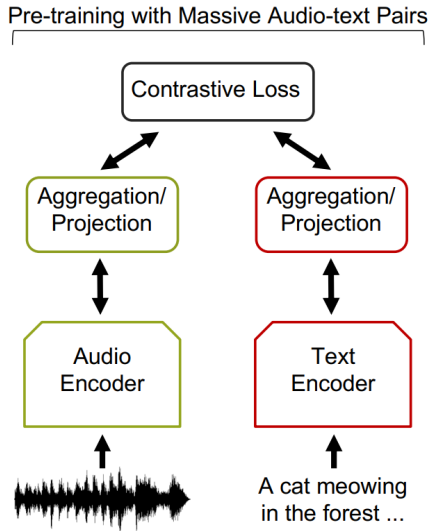 Pre-training with Massive Audio-text Pairs
Contrastive Loss
Aggregation/
Projection
Aggregation/
Projection
Audio
Encoder
Text
Encoder
A cat meowing
in the forest ...